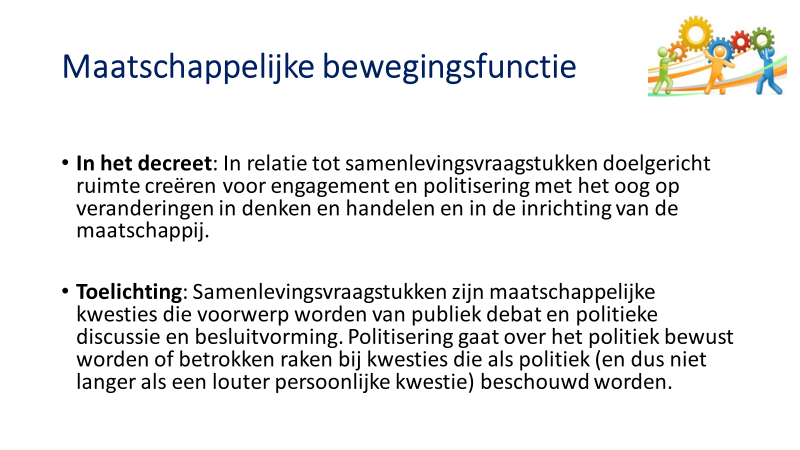 Maatschappelijke bewegingsfunctie
• In het decreet: In relatie tot samenlevingsvraagstukken doelgericht
ruimte creëren voor engagement en politisering met het oog op
veranderingen in denken en handelen en in de inrichting van de
maatschappij.
• Toelichting: Samenlevingsvraagstukken zijn maatschappelijke
kwesties die voorwerp worden van publiek debat en politieke
discussie en besluitvorming. Politisering gaat over het politiek bewust
worden of betrokken raken bij kwesties die als politiek (en dus niet
langer als een louter persoonlijke kwestie) beschouwd worden.